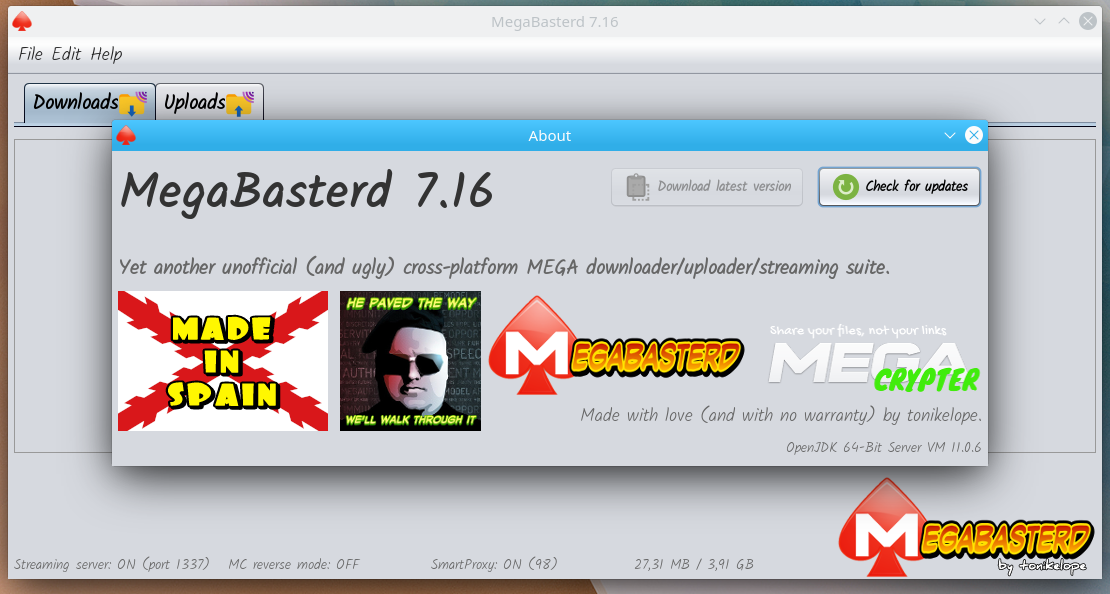 MegaBasterd 7.16
File Edit Help
Downloads Uploads
About
MegaBasterd 7.16
Download latest version
Check for updates
Yet another unofficial (and ugly) cross-platform MEGA downloader/uploader/streaming suite.
MADE
IN
SPAIN
HE PAVED THE WAY
WE'LL WALK THROUGH IT
MEGABASTERD
Share your files, not your links
MEGA
CRYPTER
Made with love (and with no warranty) by tonikelope.
OpenJDK 64-Bit Server VM 11.0.6
MEGABASTERD
by tonikelope
Streaming server: ON (port 1337) MC reverse mode: OFF SmartProxy: ON (98) 27,31 MB / 3,91 GB